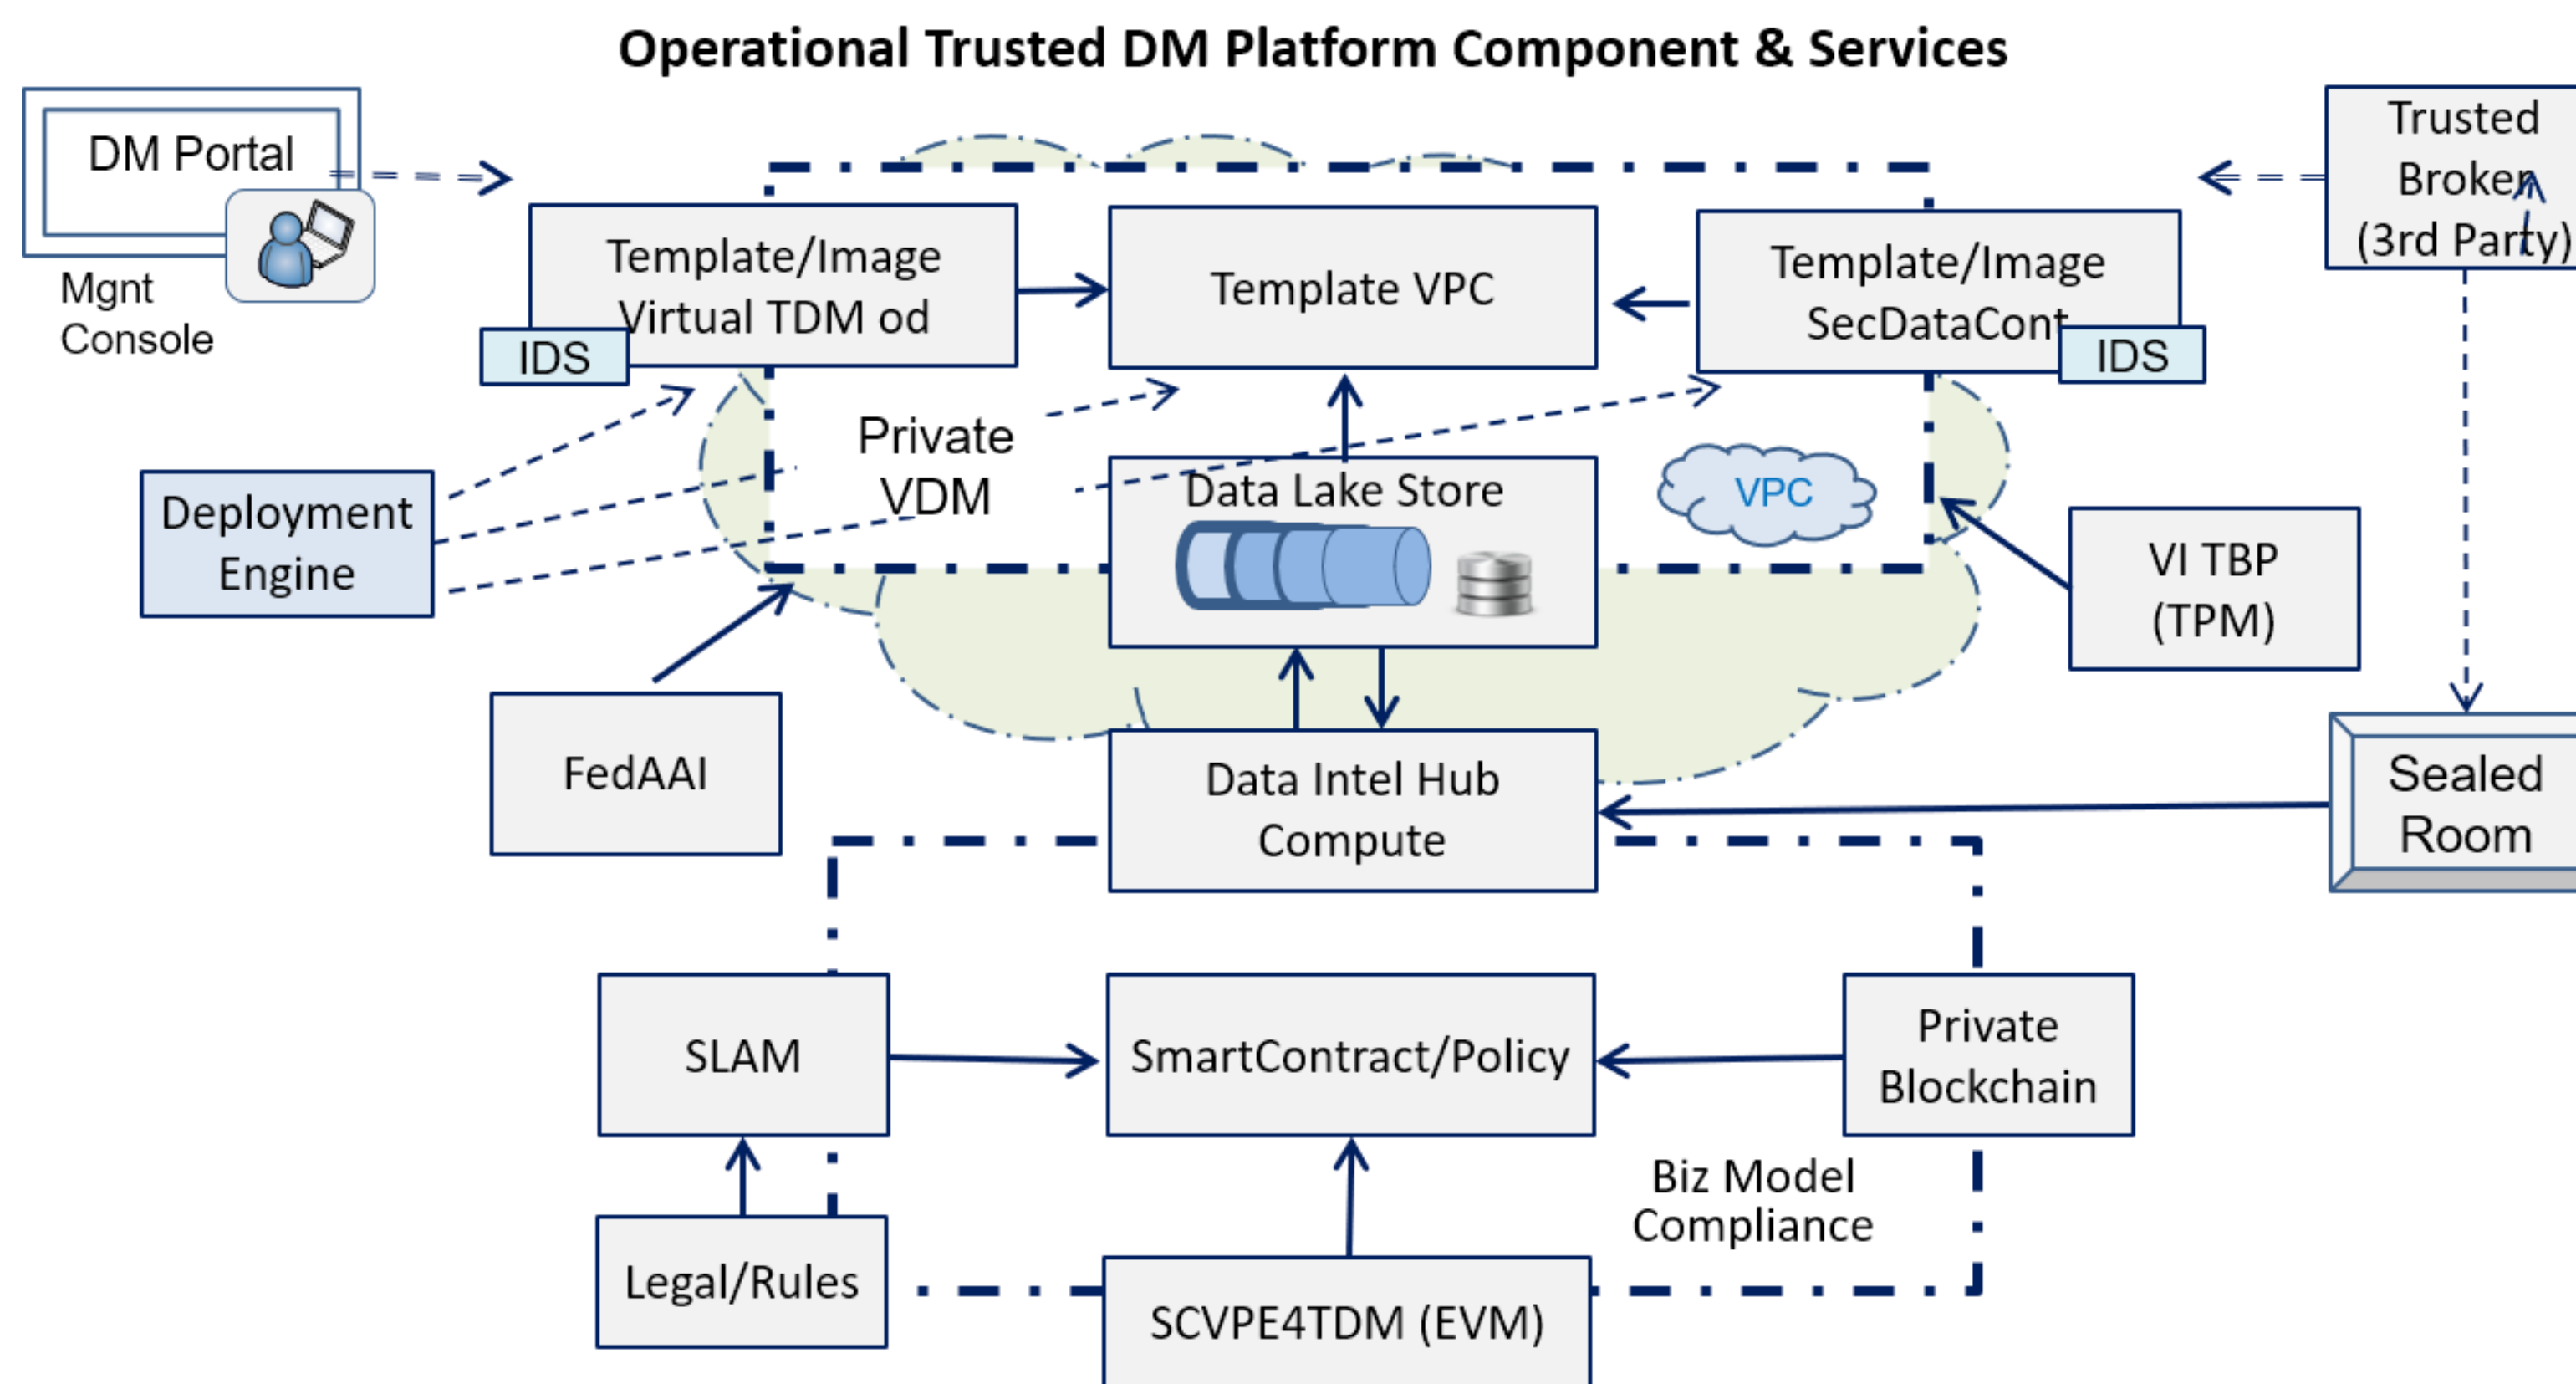 Operational Trusted DM Platform Component & Services
DM Portal
Mgnt
Console
Template/Image
Virtual TDM od
IDS
Template VPC
Template/Image
SecDataCont
IDS
Trusted
Broker
(3rd Party)
Private
VDM
Deployment
Engine
Data Lake Store
VPC
VI TBP
(TPM)
FedAAI
Data Intel Hub
Compute
Sealed
Room
SLAM
SmartContract/Policy
Private
Blockchain
Biz Model
Compliance
Legal/Rules
SCVPE4TDM (EVM)